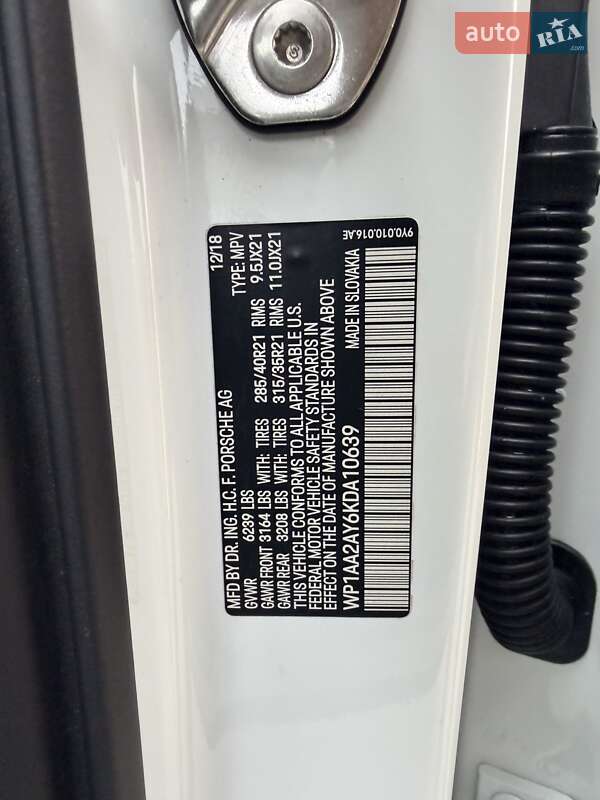 auto RIA.com
MFD BY DR. ING. H.C. F. PORSCHE AG 12/18
GVWR 6239 LBS TYPE: MPV
GAWR FRONT 3164 LBS WITH: TIRES 285/40R21 RIMS 9.5JX21
GAWR REAR 3208 LBS WITH: TIRES 315/35R21 RIMS 11.0JX21
THIS VEHICLE CONFORMS TO ALL APPLICABLE U.S.
FEDERAL MOTOR VEHICLE SAFETY STANDARDS IN
EFFECT ON THE DATE OF MANUFACTURE SHOWN ABOVE
WP1AA2AY6KDA10639 MADE IN SLOVAKIA
9Y0.010.016.AE